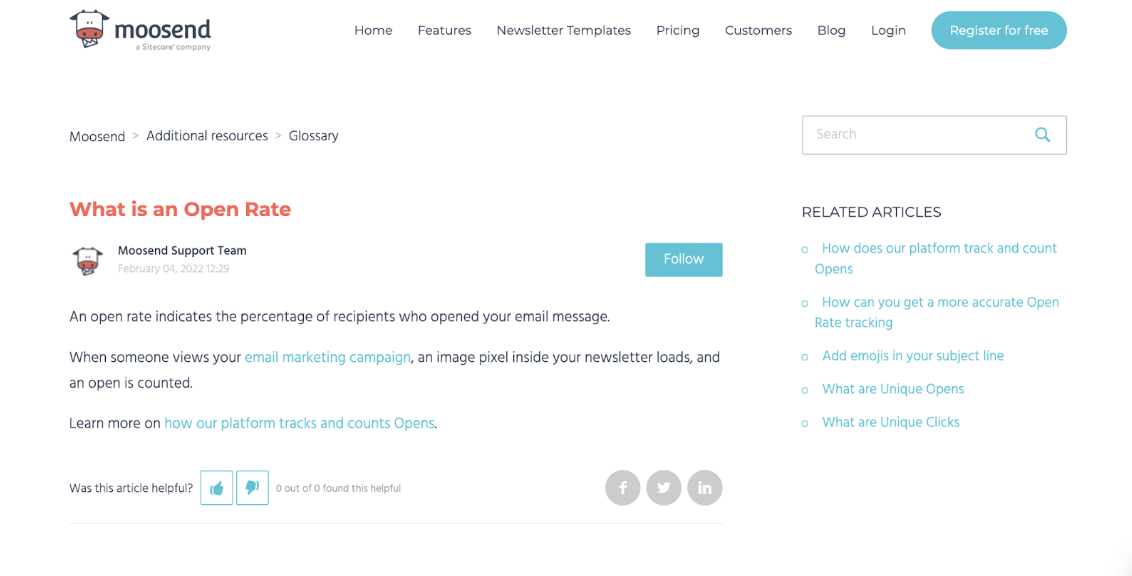 moosend
a Sitecore' company
Home Features Newsletter Templates Pricing Customers Blog Login Register for free
Moosend > Additional resources > Glossary
Search
What is an Open Rate
Moosend Support Team
February 04, 2022 12:29
Follow
An open rate indicates the percentage of recipients who opened your email message.
When someone views your email marketing campaign, an image pixel inside your newsletter loads, and
an open is counted.
Learn more on how our platform tracks and counts Opens.
Was this article helpful? 0 out of 0 found this helpful
f in
RELATED ARTICLES
How does our platform track and count
Opens
How can you get a more accurate Open
Rate tracking
Add emojis in your subject line
What are Unique Opens
What are Unique Clicks